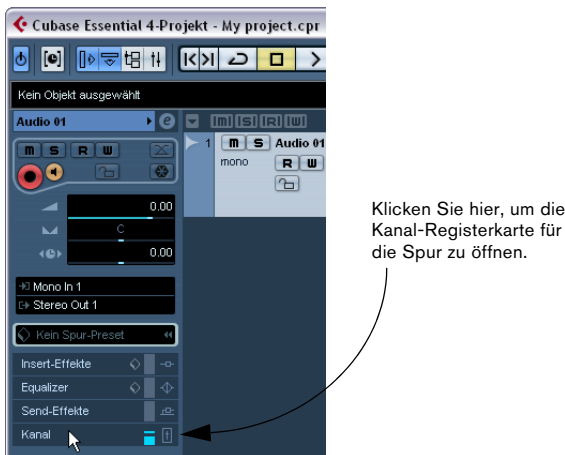 Cubase Essential 4-Projekt - My project.cpr
Kein Objekt ausgewählt
Audio 01
M S R W
1 M S Audio 01
mono R W
M S R W
0.00
C
0.00
Mono In 1
Stereo Out 1
Kein Spur-Preset
Insert-Effekte
Equalizer
Send-Effekte
Kanal
Klicken Sie hier, um die
Kanal-Registerkarte für
die Spur zu öffnen.